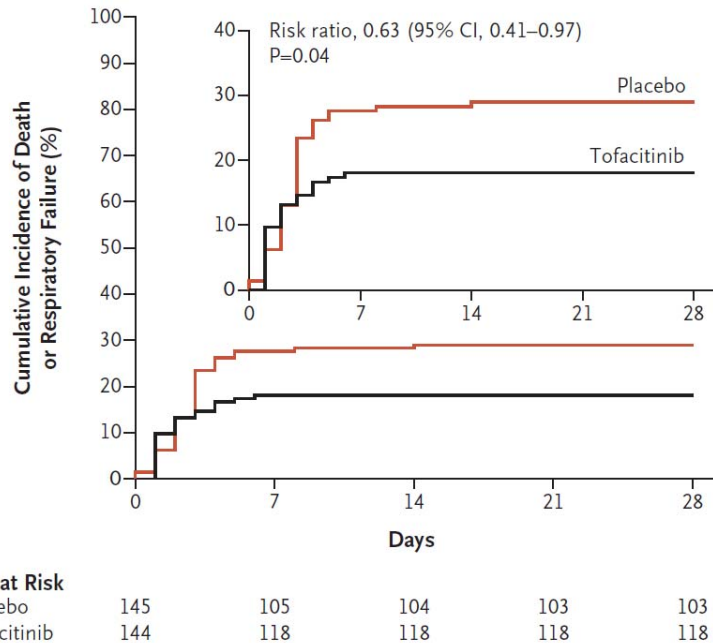 Cumulative Incidence of Death
or Respiratory Failure (%)
100
90
80
70
60
50
40
30
20
10
0
40
30
20
10
0
Risk ratio, 0.63 (95% CI, 0.41–0.97)
P=0.04
Placebo
Tofacitinib
0 7 14 21 28
0 7 14 21 28
Days
at Risk
ebo 145 105 104 103 103
citinib 144 118 118 118 118